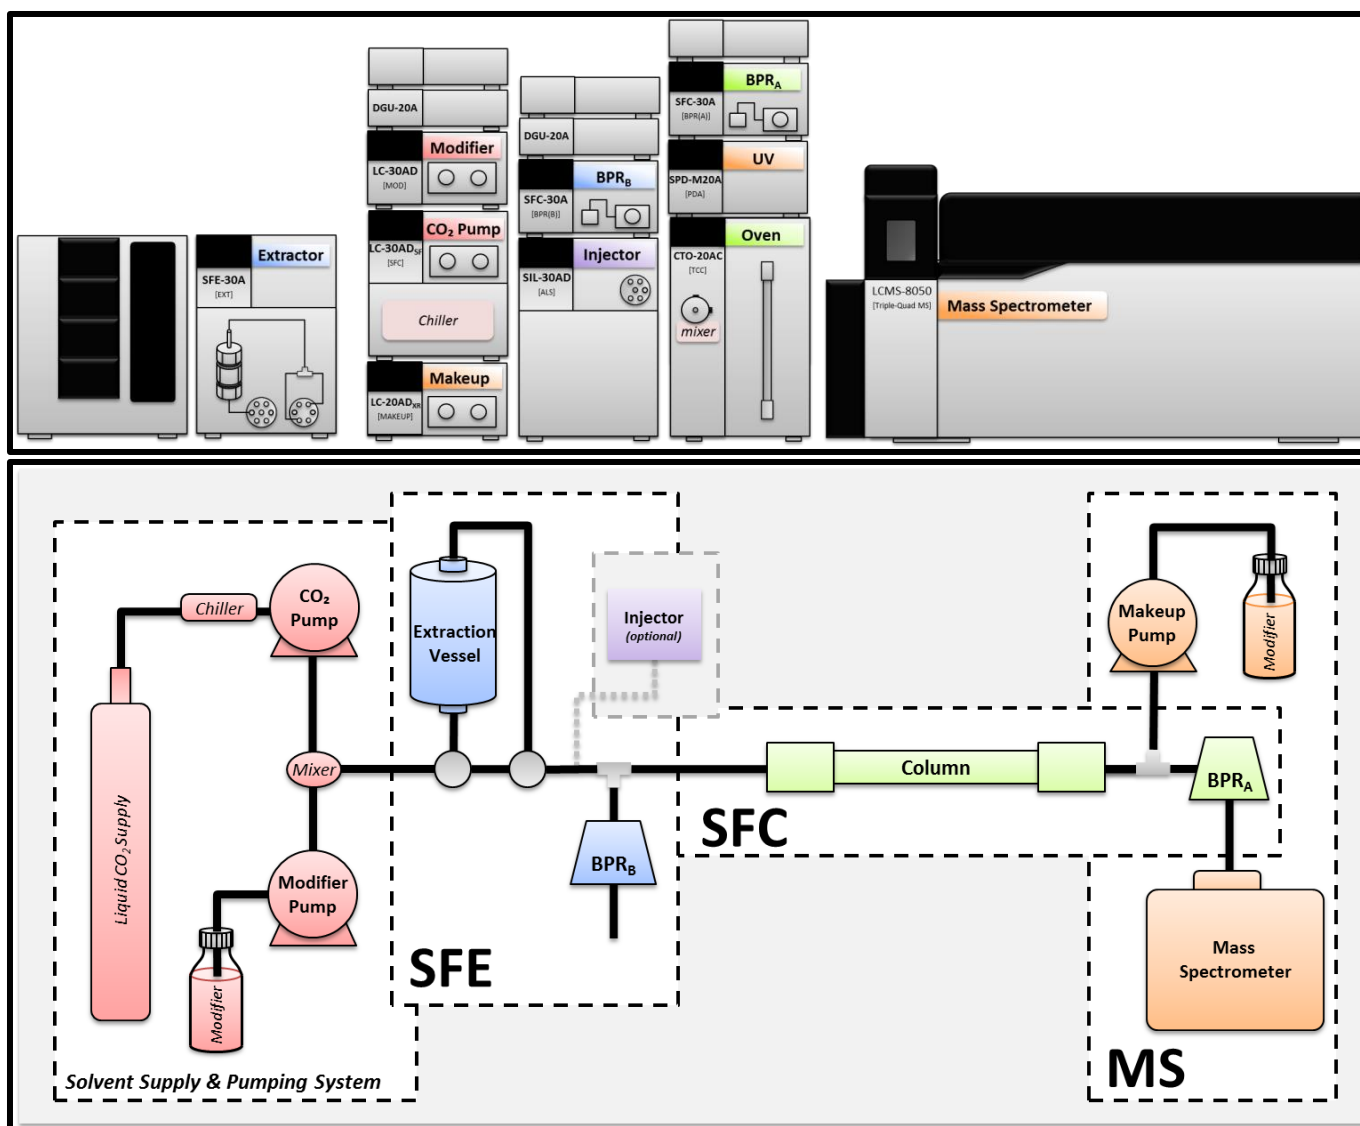 Extractor
SFE-30A
[EXT]
DGU-20A
Modifier
LC-30AD
[MOD]
CO₂ Pump
LC-30ADSF
[SFC]
Chiller
Makeup
LC-20ADXR
[MAKEUP]
DGU-20A
BPRB
SFC-30A
[BPR(B)]
Injector
SIL-30AD
[ALS]
BPRA
SFC-30A
[BPR(A)]
UV
SPD-M20A
[PDA]
Oven
CTO-20AC
[TCC]
mixer
LCMS-8050
[Triple-Quad MS]
Mass Spectrometer
Chiller
CO₂
Pump
Liquid CO₂ Supply
Mixer
Modifier
Pump
Modifier
Solvent Supply & Pumping System
Extraction
Vessel
Injector
(optional)
BPRB
SFE
Column
SFC
Makeup
Pump
Modifier
BPRA
Mass
Spectrometer
MS